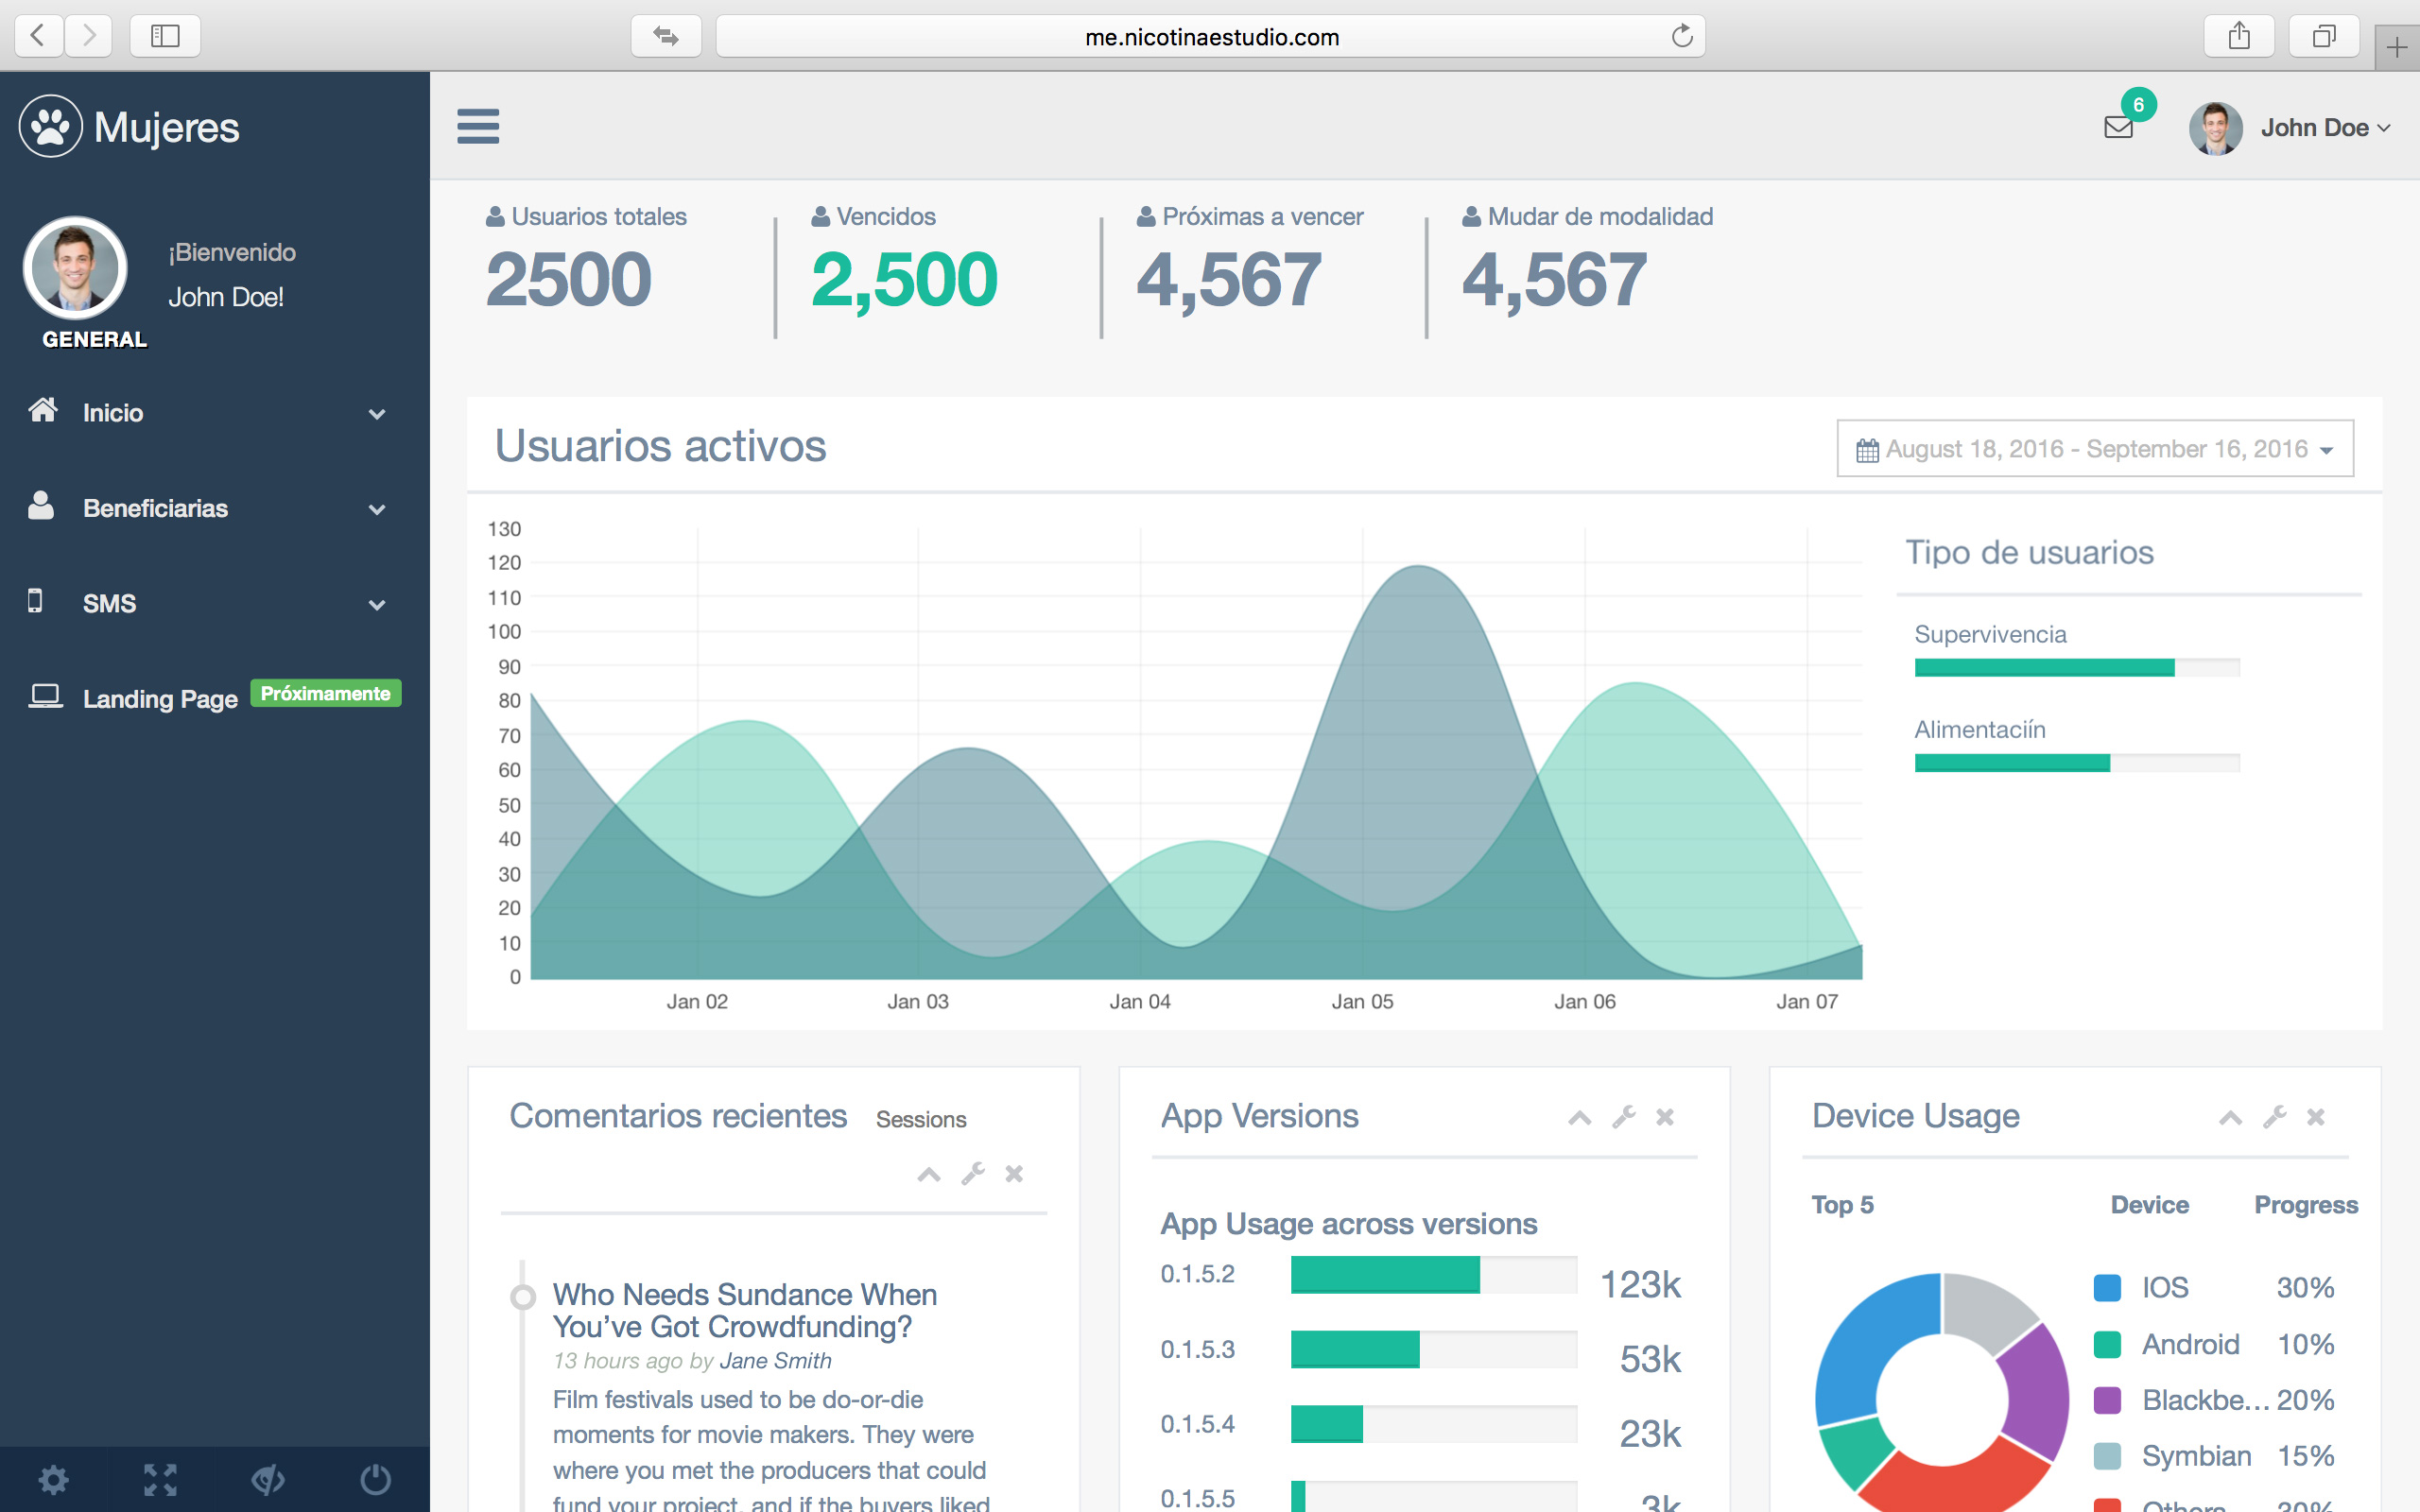 me.nicotinaestudio.com
Mujeres
6
John Doe
¡Bienvenido
John Doe!
GENERAL
Inicio
Beneficiarias
SMS
Landing Page Próximamente
Usuarios totales
2500
Vencidos
2,500
Próximas a vencer
4,567
Mudar de modalidad
4,567
Usuarios activos
August 18, 2016 - September 16, 2016
130
120
110
100
90
80
70
60
50
40
30
20
10
0
Jan 02 Jan 03 Jan 04 Jan 05 Jan 06 Jan 07
Tipo de usuarios
Supervivencia
Alimentaciín
Comentarios recientes Sessions
Who Needs Sundance When
You’ve Got Crowdfunding?
13 hours ago by Jane Smith
Film festivals used to be do-or-die
moments for movie makers. They were
where you met the producers that could
fund your project, and if the buyers liked
App Versions
App Usage across versions
0.1.5.2 123k
0.1.5.3 53k
0.1.5.4 23k
0.1.5.5 3k
Device Usage
Top 5 Device Progress
IOS 30%
Android 10%
Blackbe... 20%
Symbian 15%
Others 30%